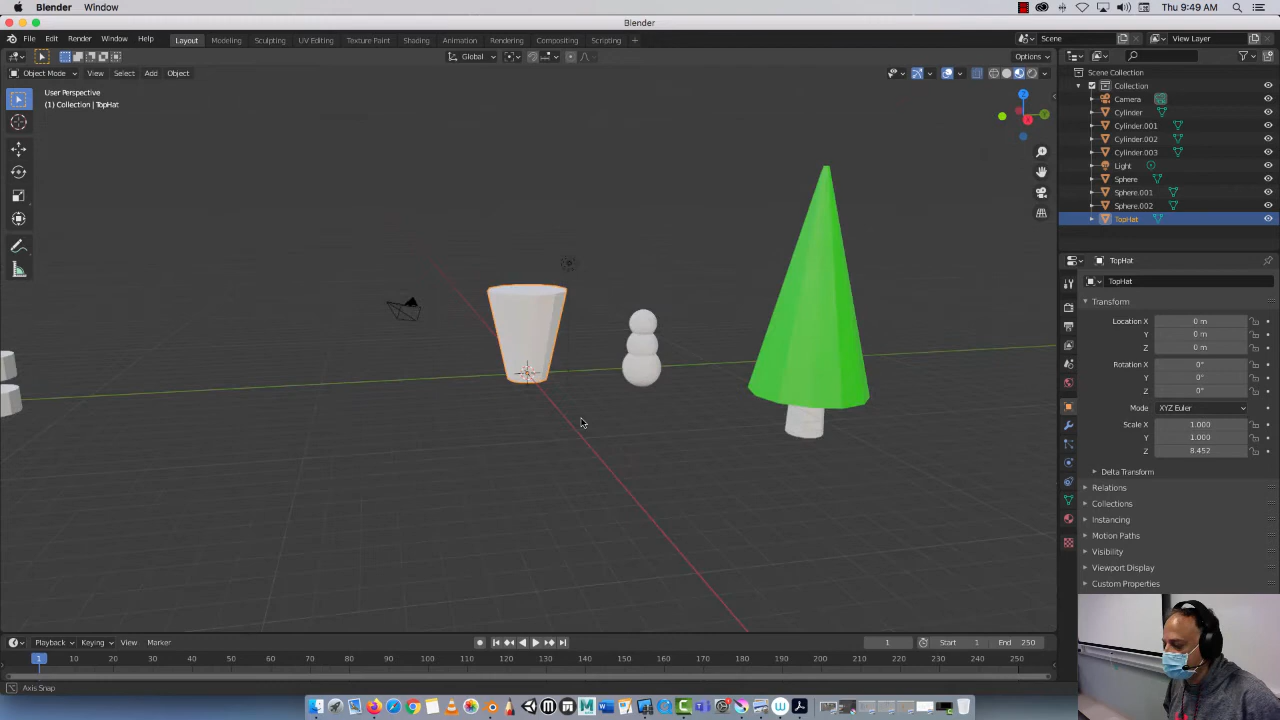 Blender Window Thu 9:49 AM
Blender
File Edit Render Window Help Layout Modeling Sculpting UV Editing Texture Paint Shading Animation Rendering Compositing Scripting + Scene View Layer
Global Options
Object Mode View Select Add Object
User Perspective
(1) Collection | TopHat
Scene Collection
Collection
Camera
Cylinder
Cylinder.001
Cylinder.002
Cylinder.003
Light
Sphere
Sphere.001
Sphere.002
TopHat
TopHat
TopHat
Transform
Location X 0 m
Y 0 m
Z 0 m
Rotation X 0°
Y 0°
Z 0°
Mode XYZ Euler
Scale X 1.000
Y 1.000
Z 8.452
Delta Transform
Relations
Collections
Instancing
Motion Paths
Visibility
Viewport Display
Custom Properties
Playback Keying View Marker 1 Start 1 End 250
1 10 20 30 40 50 60 70 80 90 100 110 120 130 140 150 160 170 180 190 200 210 220 230 240 250
Axis Snap